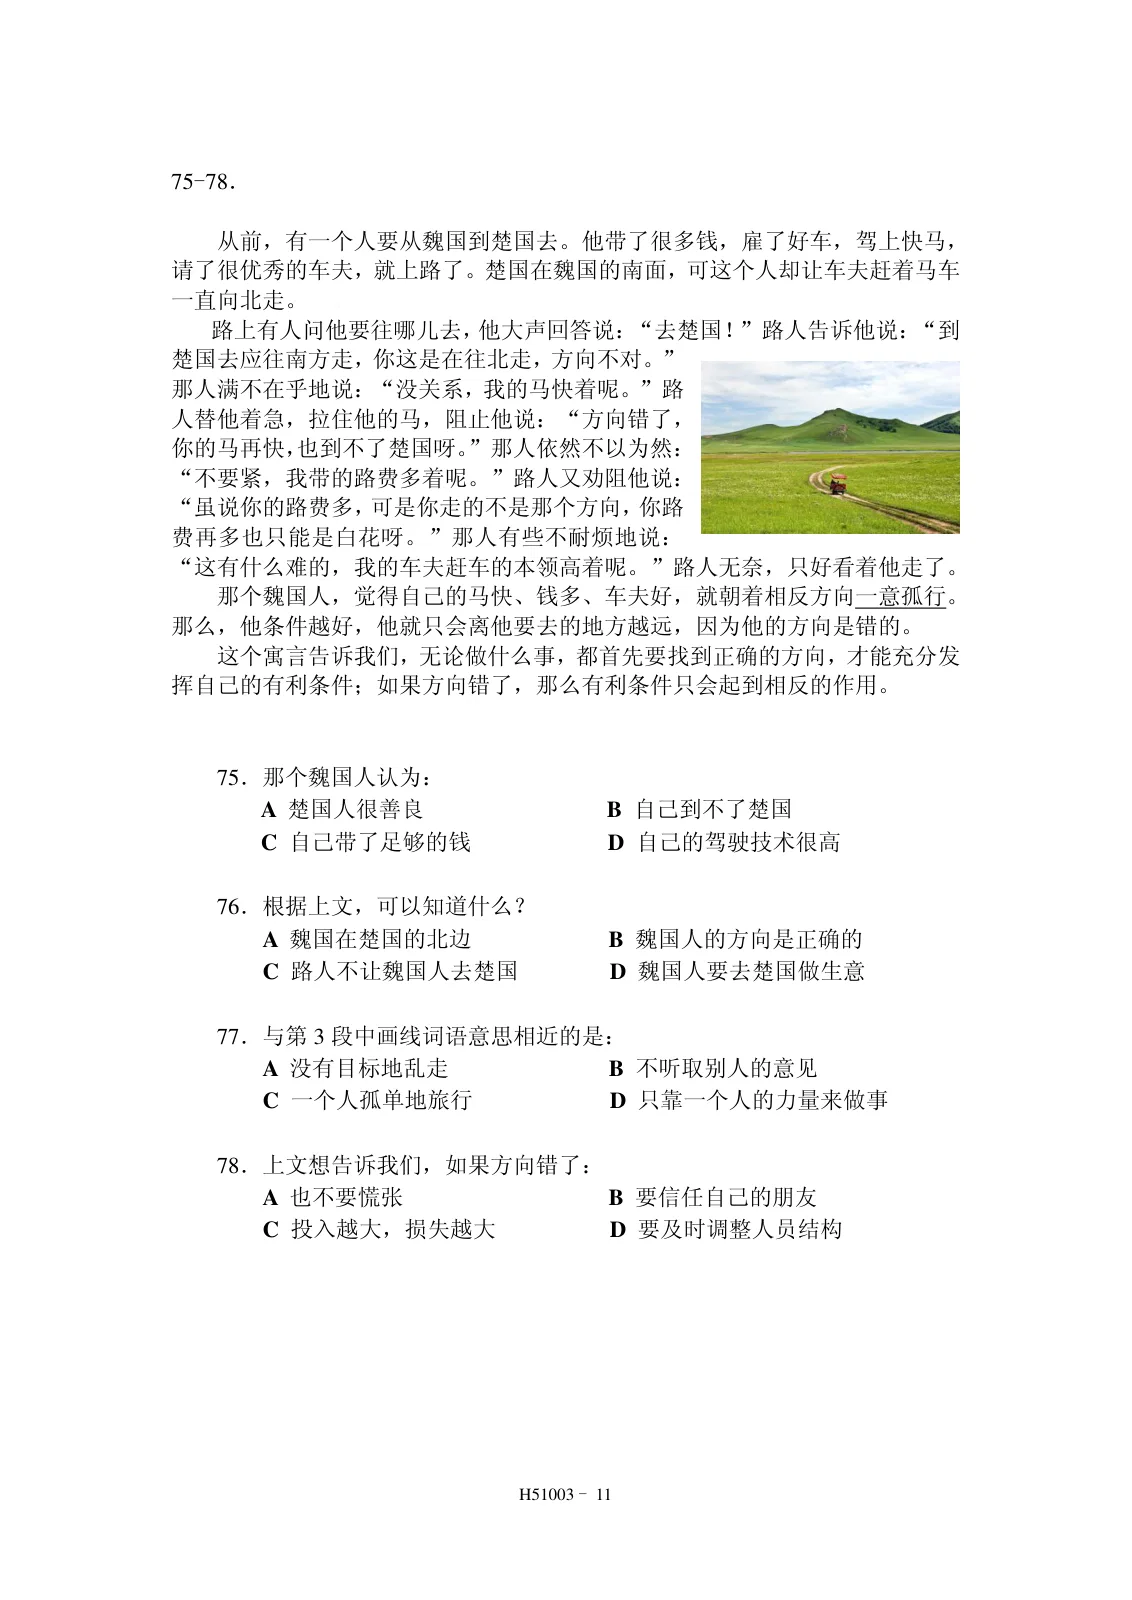 75-78.
从前，有一个人要从魏国到楚国去。他带了很多钱，雇了好车，驾上快马，
请了很优秀的车夫，就上路了。楚国在魏国的南面，可这个人却让车夫赶着马车
一直向北走。
路上有人问他要往哪儿去，他大声回答说：“去楚国！”路人告诉他说：“到
楚国去应往南方走，你这是在往北走，方向不对。”
那人满不在乎地说：“没关系，我的马快着呢。”路
人替他着急，拉住他的马，阻止他说：“方向错了，
你的马再快，也到不了楚国呀。”那人依然不以为然：
“不要紧，我带的路费多着呢。”路人又劝阻他说：
“虽说你的路费多，可是你走的不是那个方向，你路
费再多也只能是白花呀。”那人有些不耐烦地说：
“这有什么难的，我的车夫赶车的本领高着呢。”路人无奈，只好看着他走了。
那个魏国人，觉得自己的马快、钱多、车夫好，就朝着相反方向一意孤行。
那么，他条件越好，他就只会离他要去的地方越远，因为他的方向是错的。
这个寓言告诉我们，无论做什么事，都首先要找到正确的方向，才能充分发
挥自己的有利条件；如果方向错了，那么有利条件只会起到相反的作用。
75．那个魏国人认为：
A 楚国人很善良 B 自己到不了楚国
C 自己带了足够的钱 D 自己的驾驶技术很高
76．根据上文，可以知道什么？
A 魏国在楚国的北边 B 魏国人的方向是正确的
C 路人不让魏国人去楚国 D 魏国人要去楚国做生意
77．与第 3 段中画线词语意思相近的是：
A 没有目标地乱走 B 不听取别人的意见
C 一个人孤单地旅行 D 只靠一个人的力量来做事
78．上文想告诉我们，如果方向错了：
A 也不要慌张 B 要信任自己的朋友
C 投入越大，损失越大 D 要及时调整人员结构
H51003 - 11